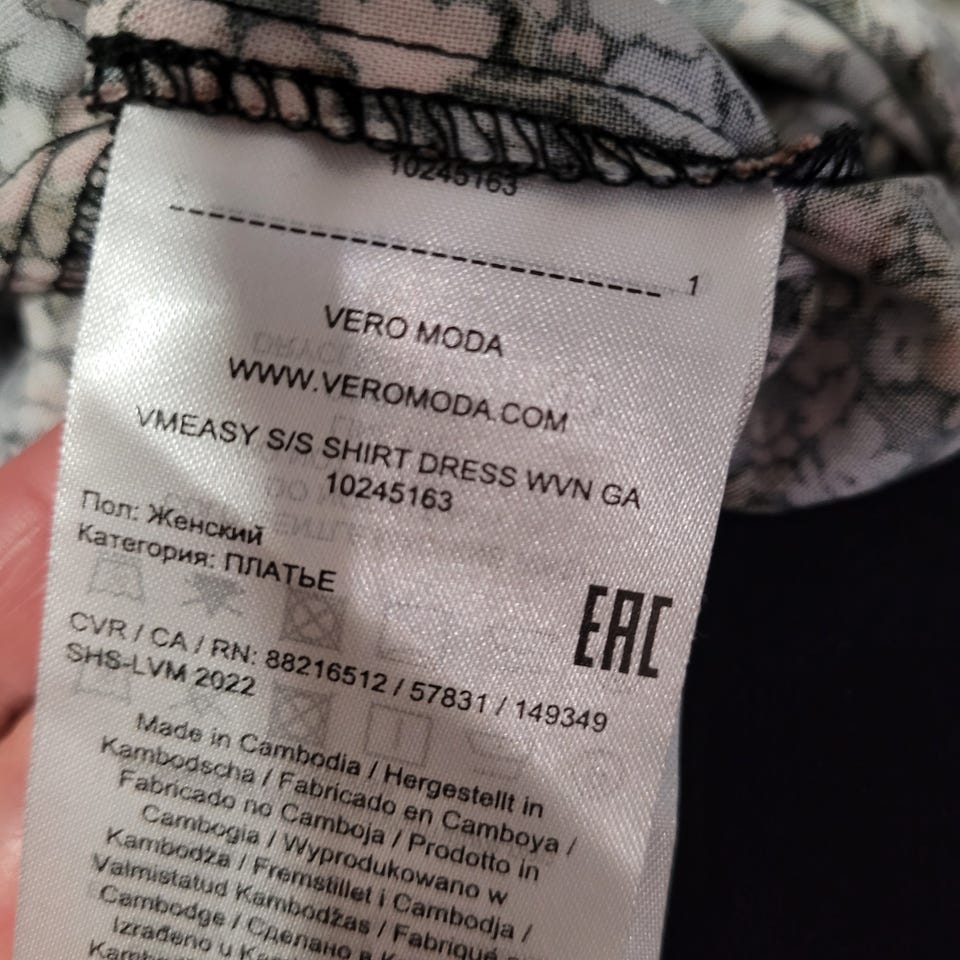 10245163
1
VERO MODA
WWW.VEROMODA.COM
VMEASY S/S SHIRT DRESS WVN GA
10245163
Пол: Женский
Категория: ПЛАТЬЕ
EAC
CVR / CA / RN: 88216512 / 57831 / 149349
SHS-LVM 2022
Made in Cambodia / Hergestellt in
Kambodscha / Fabricado en Camboya /
Fabricado no Camboja / Prodotto in
Cambogia / Wyprodukowano w
Kambodża / Fremstillet i Cambodja /
Valmistatud Kambodžas / Fabriqué
Cambodge / Сделано в
Izrađeno u